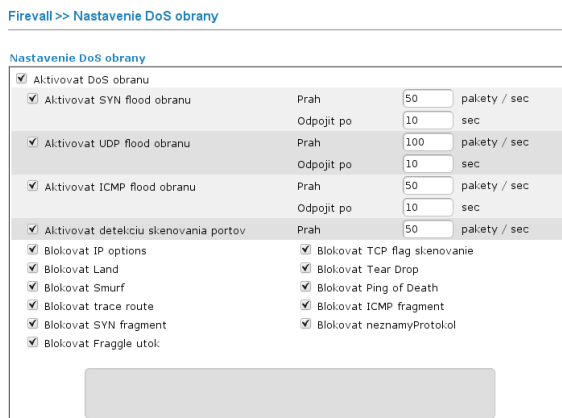 Firevall >> Nastavenie DoS obrany
Nastavenie DoS obrany
Aktivovat DoS obranu
Aktivovat SYN flood obranu Prah 50 pakety / sec
Odpojit po 10 sec
Aktivovat UDP flood obranu Prah 100 pakety / sec
Odpojit po 10 sec
Aktivovat ICMP flood obranu Prah 50 pakety / sec
Odpojit po 10 sec
Aktivovat detekciu skenovania portov Prah 50 pakety / sec
Blokovat IP options Blokovat TCP flag skenovanie
Blokovat Land Blokovat Tear Drop
Blokovat Smurf Blokovat Ping of Death
Blokovat trace route Blokovat ICMP fragment
Blokovat SYN fragment Blokovat neznamyProtokol
Blokovat Fraggle utok